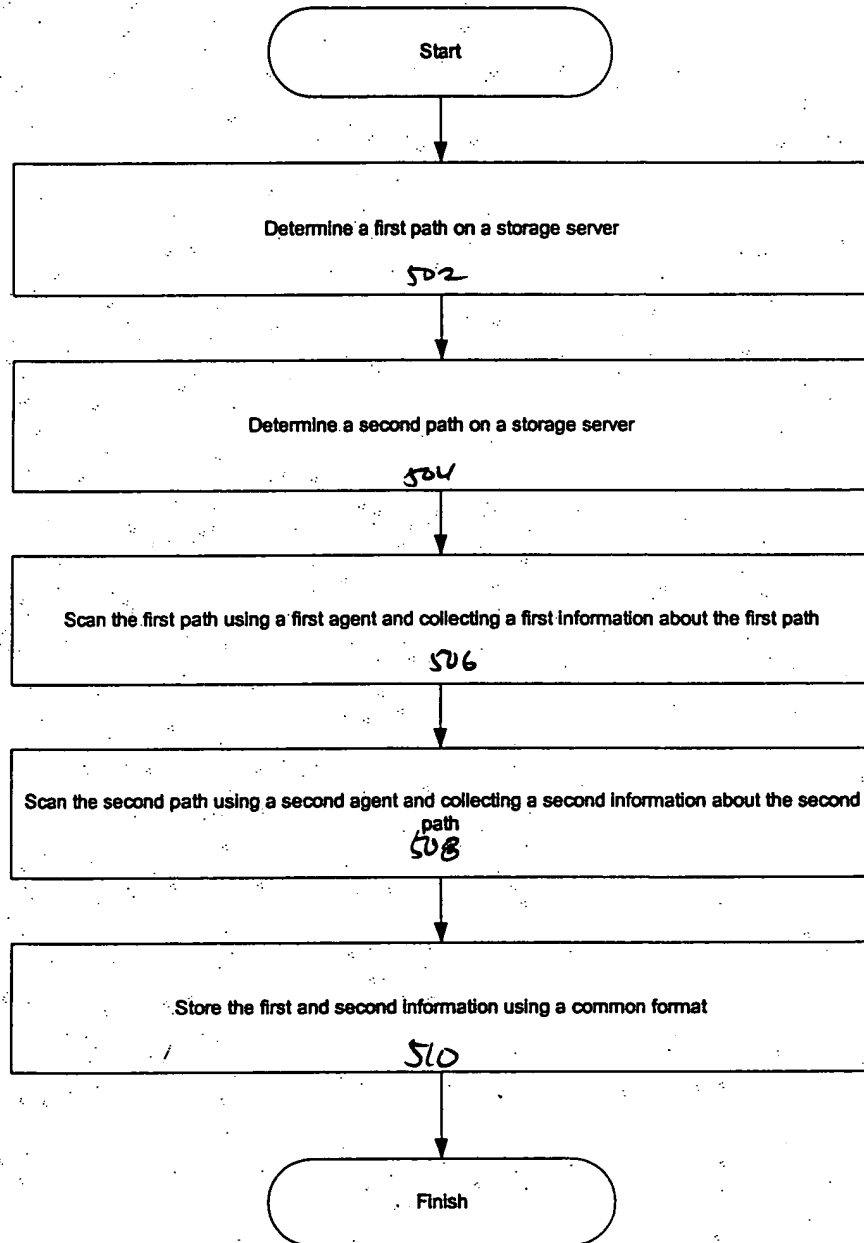 Start
Determine a first path on a storage server
502
Determine a second path on a storage server
504
Scan the first path using a first agent and collecting a first information about the first path
506
Scan the second path using a second agent and collecting a second information about the second
path
508
Store the first and second information using a common format
510
Finish